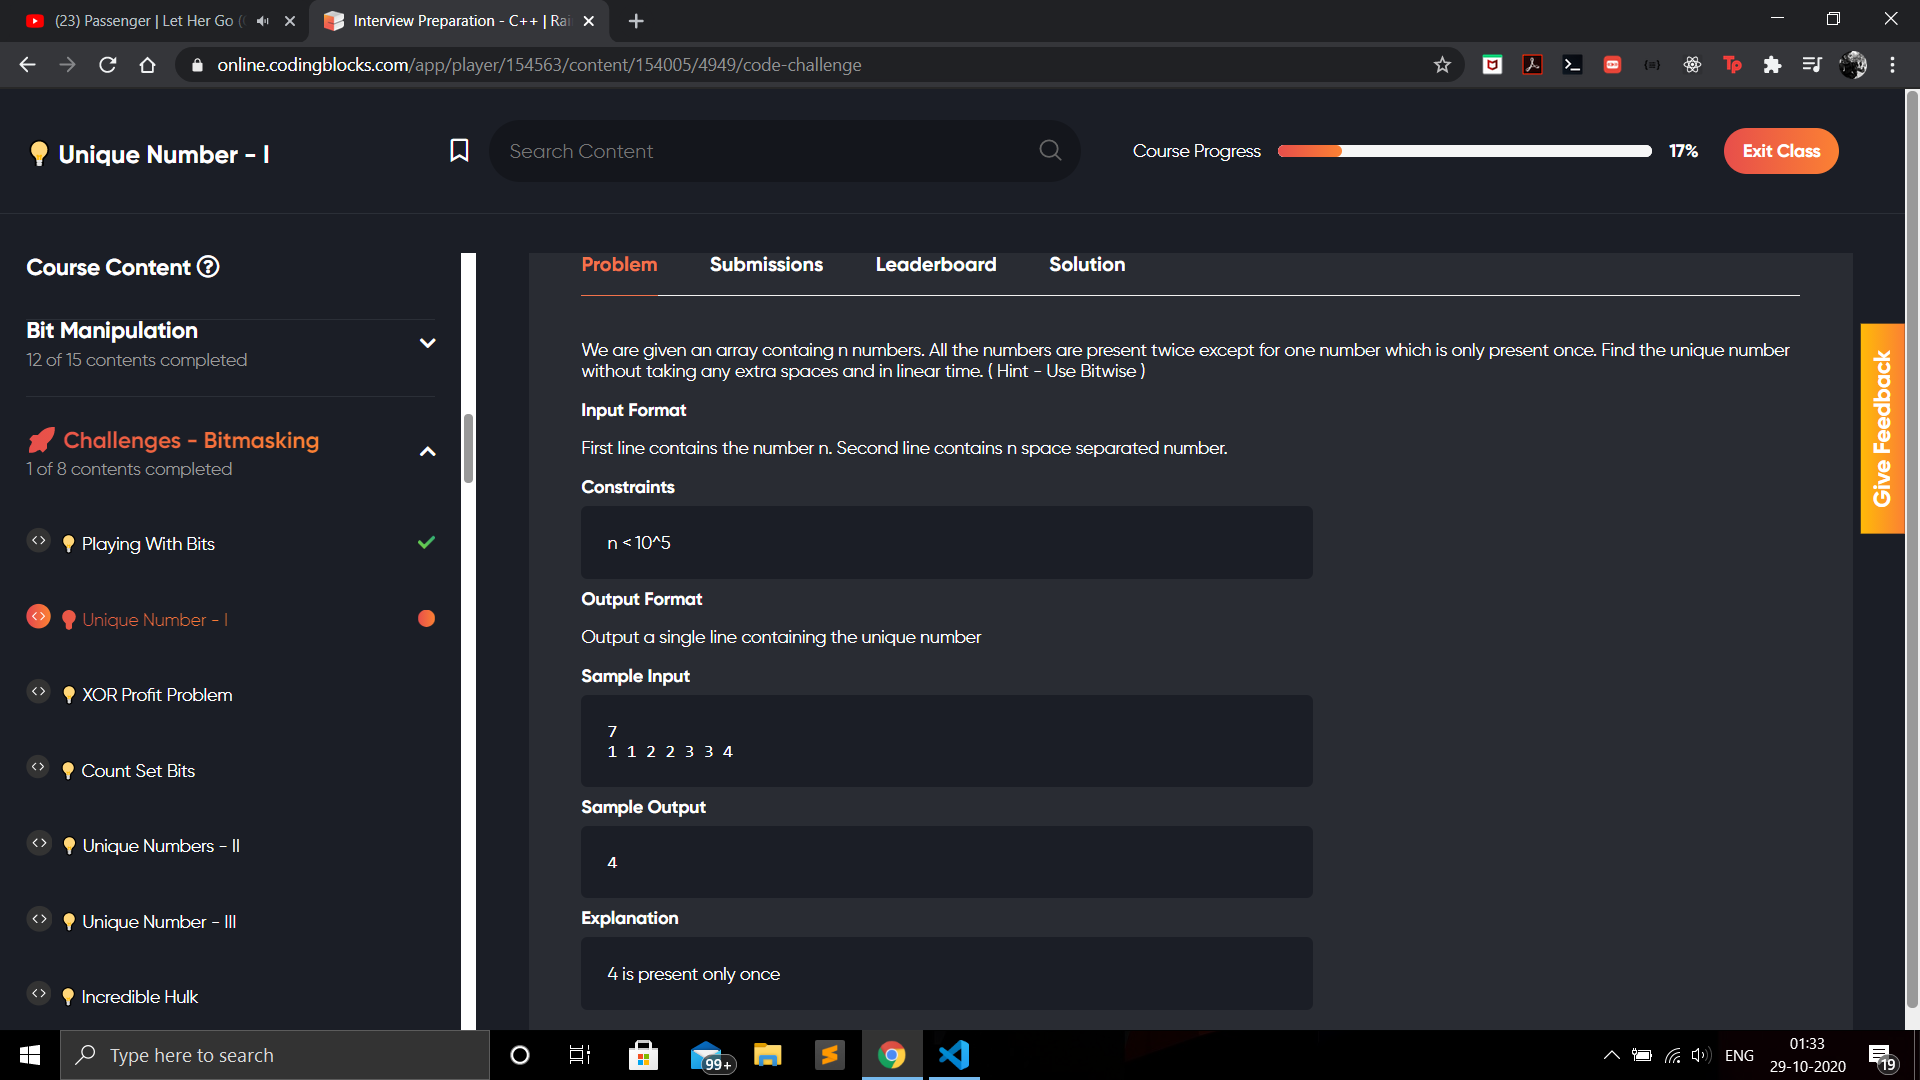 (23) Passenger | Let Her Go (
Interview Preparation - C++ | Rai
online.codingblocks.com/app/player/154563/content/154005/4949/code-challenge
Unique Number - I
Search Content
Course Progress
17%
Exit Class
Course Content
Bit Manipulation
12 of 15 contents completed
Challenges - Bitmasking
1 of 8 contents completed
Playing With Bits
Unique Number - I
XOR Profit Problem
Count Set Bits
Unique Numbers - II
Unique Number - III
Incredible Hulk
Problem Submissions Leaderboard Solution
We are given an array containg n numbers. All the numbers are present twice except for one number which is only present once. Find the unique number
without taking any extra spaces and in linear time. ( Hint - Use Bitwise )
Input Format
First line contains the number n. Second line contains n space separated number.
Constraints
n < 10^5
Output Format
Output a single line containing the unique number
Sample Input
7
1 1 2 2 3 3 4
Sample Output
4
Explanation
4 is present only once
Give Feedback
Type here to search
99+
ENG
01:33
29-10-2020
19